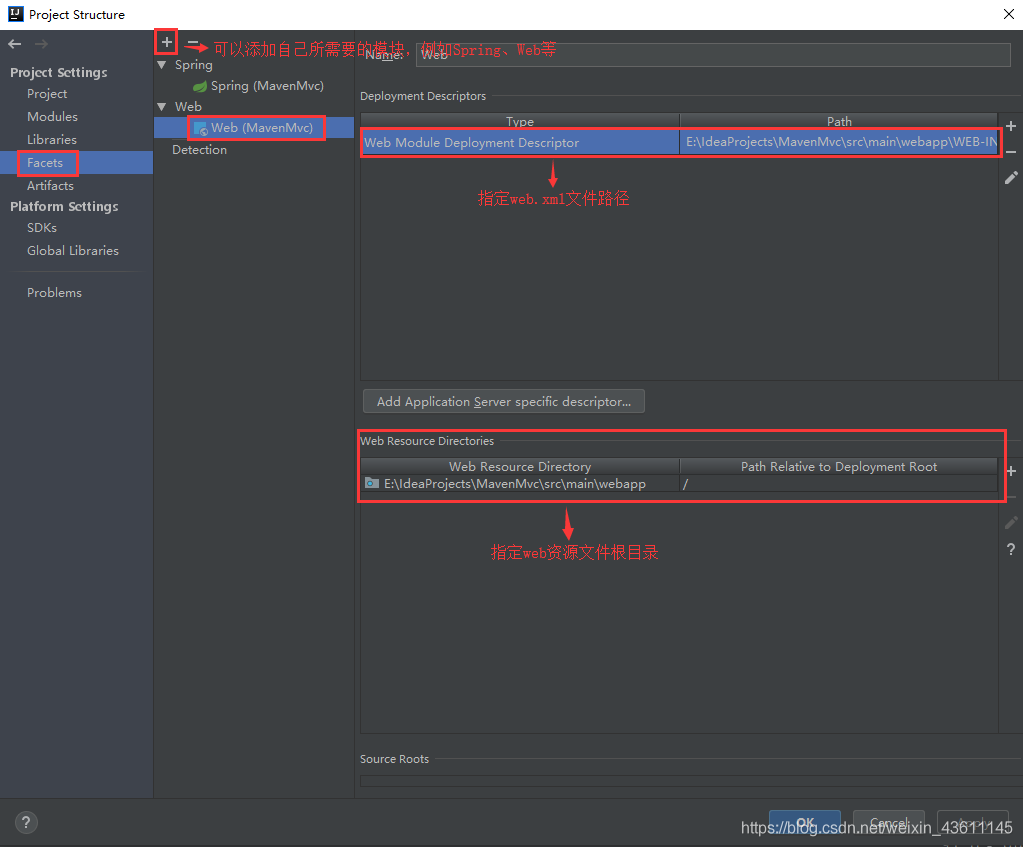 Project Structure
可以添加自己所需要的模块，例如Spring、Web等
Project Settings
Project
Modules
Libraries
Facets
Artifacts
Platform Settings
SDKs
Global Libraries
Problems
Spring
Spring (MavenMvc)
Web
Web (MavenMvc)
Detection
Name: Web
Deployment Descriptors
Type Path
Web Module Deployment Descriptor E:\IdeaProjects\MavenMvc\src\main\webapp\WEB-IN
指定web.xml文件路径
Add Application Server specific descriptor...
Web Resource Directories
Web Resource Directory Path Relative to Deployment Root
E:\IdeaProjects\MavenMvc\src\main\webapp /
指定web资源文件根目录
Source Roots
?
?
OK Cancel Apply
https://blog.csdn.net/weixin_43611145